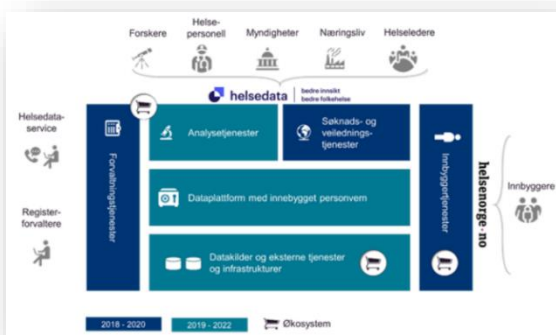 Forskere
Helse-
personell
Myndigheter
Næringsliv
Helseledere
helsedata
bedre innsikt
bedre folkehelse
Helsedata-
service
Register-
forvaltere
Forvaltningstjenester
Analysetjenester
Søknads- og
veilednings-
tjenester
Dataplattform med innebygget personvern
Datakilder og eksterne tjenester
og infrastrukturer
Innbyggertjenester
helsenorge.no
Innbyggere
2018 - 2020
2019 - 2022
Økosystem